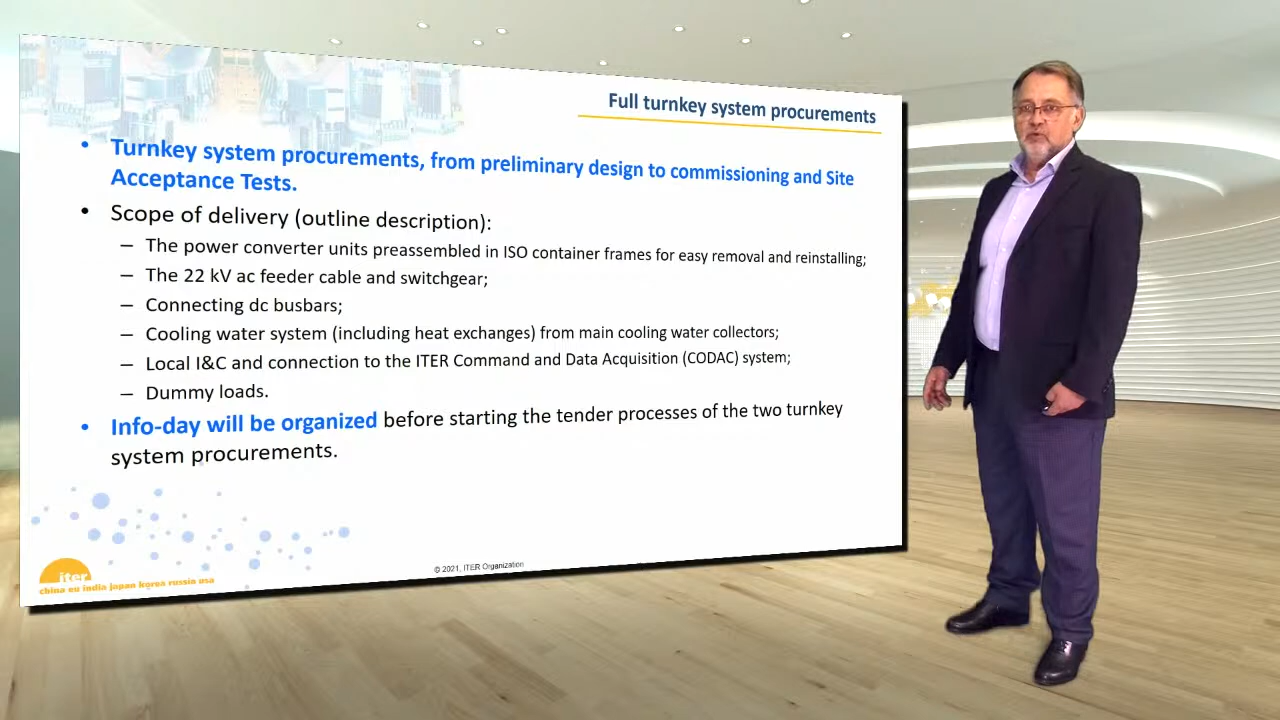 Full turnkey system procurements
• Turnkey system procurements, from preliminary design to commissioning and Site
Acceptance Tests.
• Scope of delivery (outline description):
– The power converter units preassembled in ISO container frames for easy removal and reinstalling;
– The 22 kV ac feeder cable and switchgear;
– Connecting dc busbars;
– Cooling water system (including heat exchanges) from main cooling water collectors;
– Local I&C and connection to the ITER Command and Data Acquisition (CODAC) system;
– Dummy loads.
• Info-day will be organized before starting the tender processes of the two turnkey
system procurements.
iter
china eu india japan korea russia usa
© 2021, ITER Organization